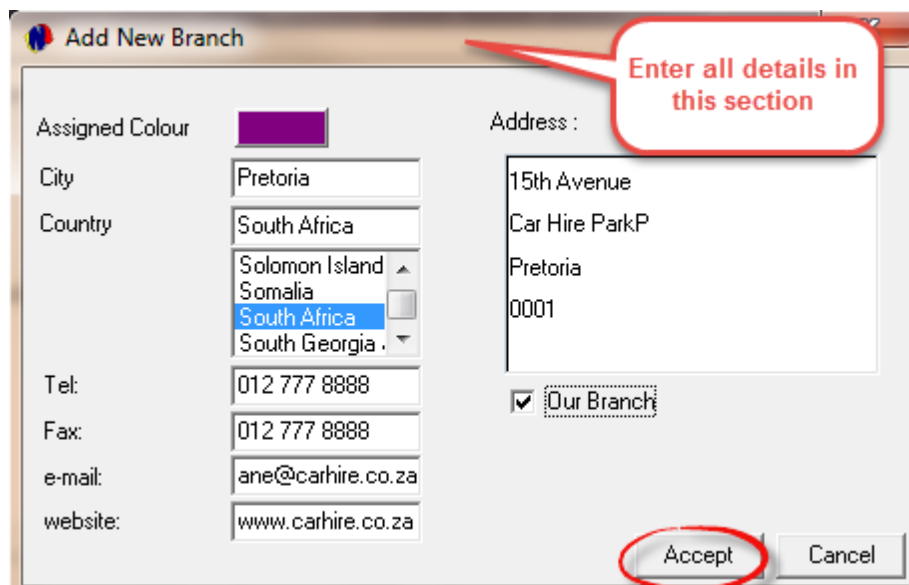 Add New Branch
Enter all details in
this section
Assigned Colour
City
Pretoria
Country
South Africa
Solomon Island
Somalia
South Africa
South Georgia
Tel:
012 777 8888
Fax:
012 777 8888
e-mail:
ane@carhire.co.za
website:
www.carhire.co.za
Address :
15th Avenue
Car Hire ParkP
Pretoria
0001
Our Branch
Accept
Cancel